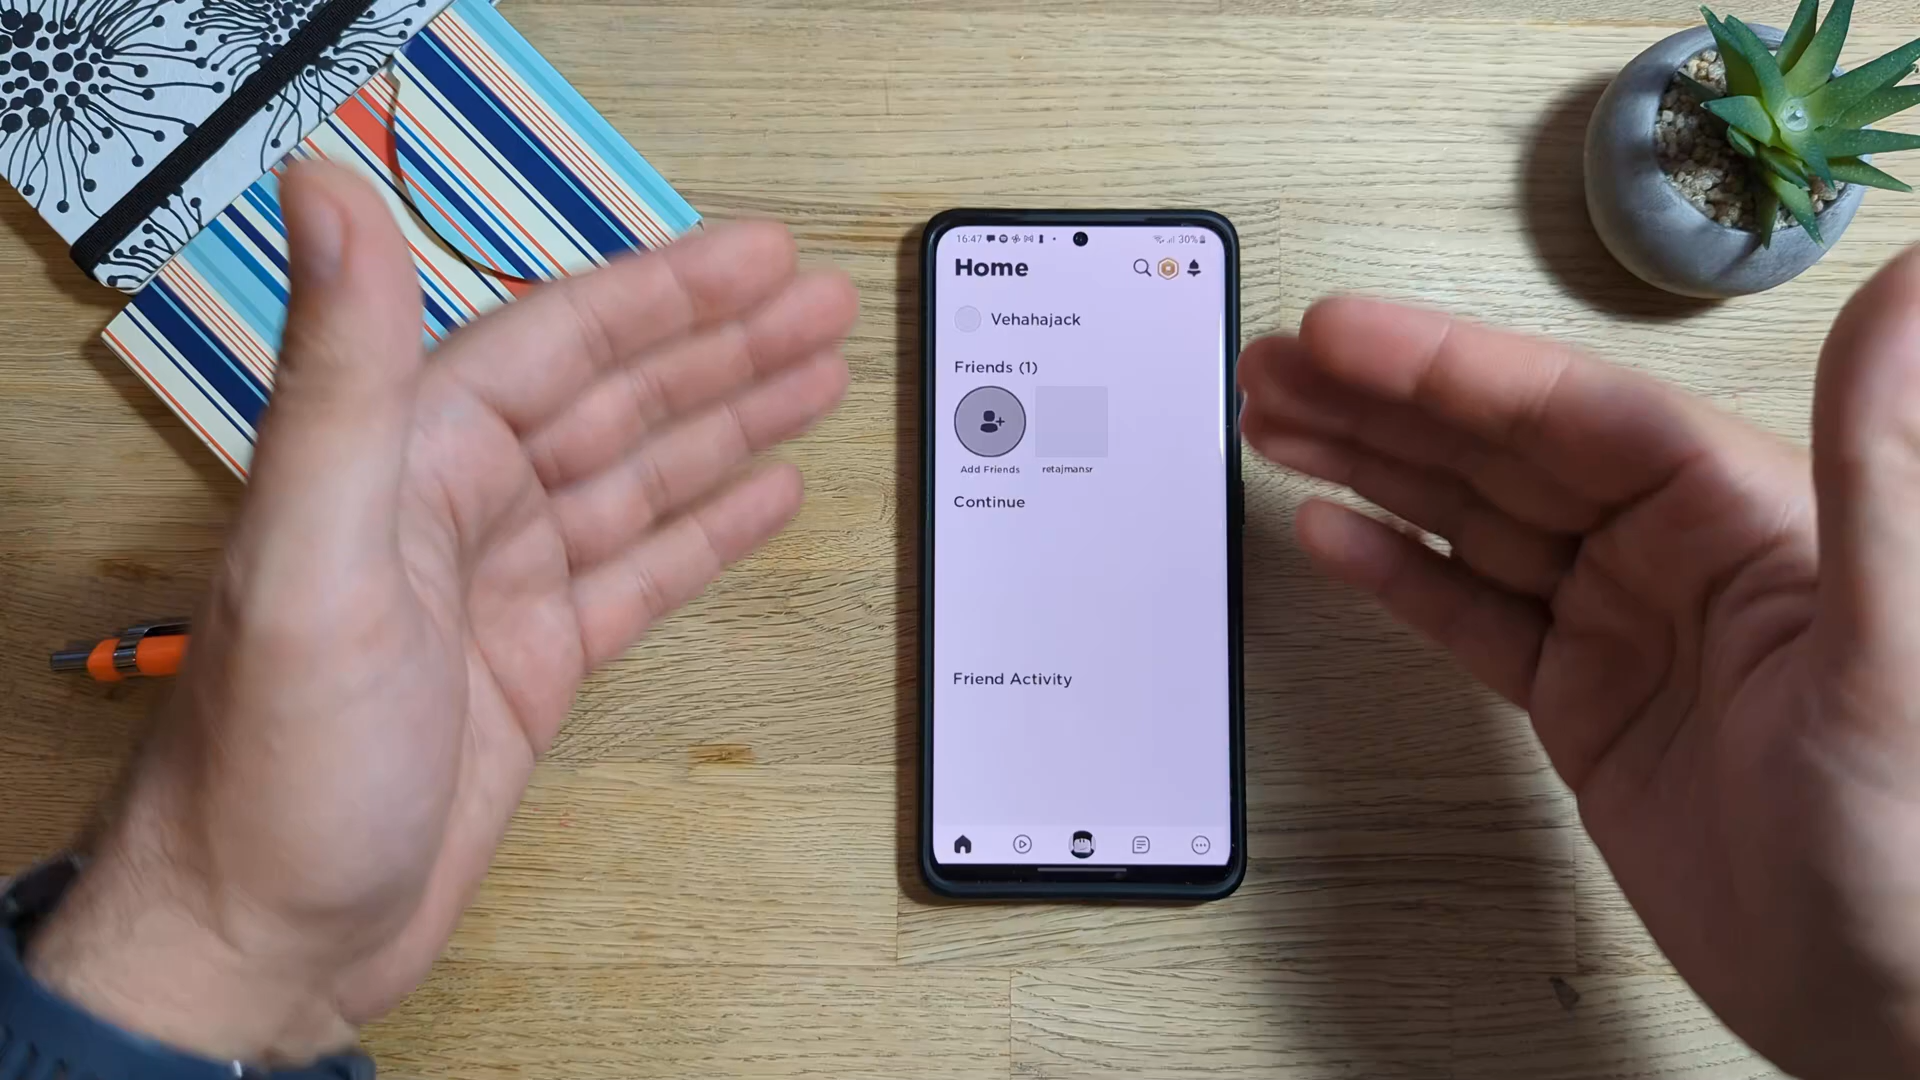 16:47
30%
Home
Vehahajack
Friends (1)
Add Friends
retajmansr
Continue
Friend Activity